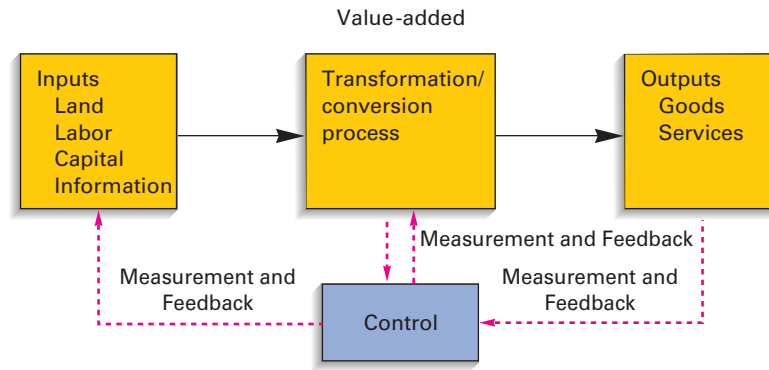 Value-added
Inputs
Land
Labor
Capital
Information
Transformation/
conversion
process
Outputs
Goods
Services
Measurement and Feedback
Measurement and
Feedback
Measurement and
Feedback
Control